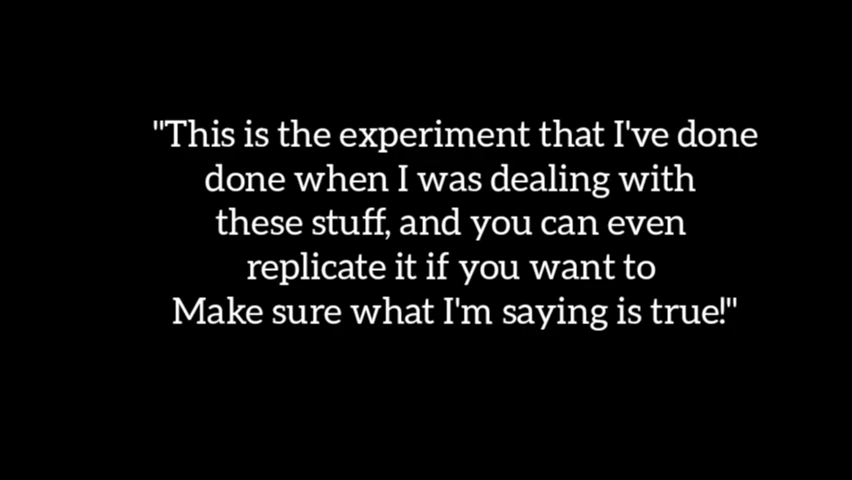 "This is the experiment that I've done
done when I was dealing with
these stuff, and you can even
replicate it if you want to
Make sure what I'm saying is true!"